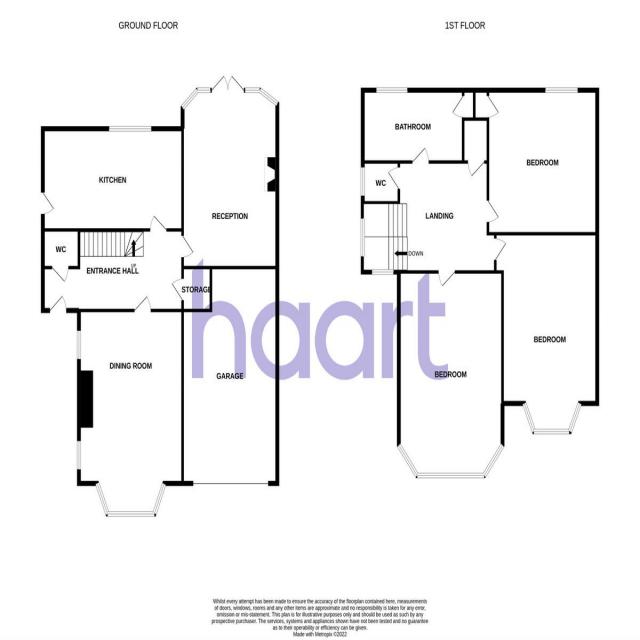 GROUND FLOOR
1ST FLOOR
KITCHEN
RECEPTION
WC
UP
ENTRANCE HALL
STORAGE
DINING ROOM
GARAGE
BATHROOM
BEDROOM
WC
LANDING
DOWN
BEDROOM
BEDROOM
haart
Whilst every attempt has been made to ensure the accuracy of the floorplan contained here, measurements
of doors, windows, rooms and any other items are approximate and no responsibility is taken for any error,
omission or mis-statement. This plan is for illustrative purposes only and should be used as such by any
prospective purchaser. The services, systems and appliances shown have not been tested and no guarantee
as to their operability or efficiency can be given.
Made with Metropix ©2022